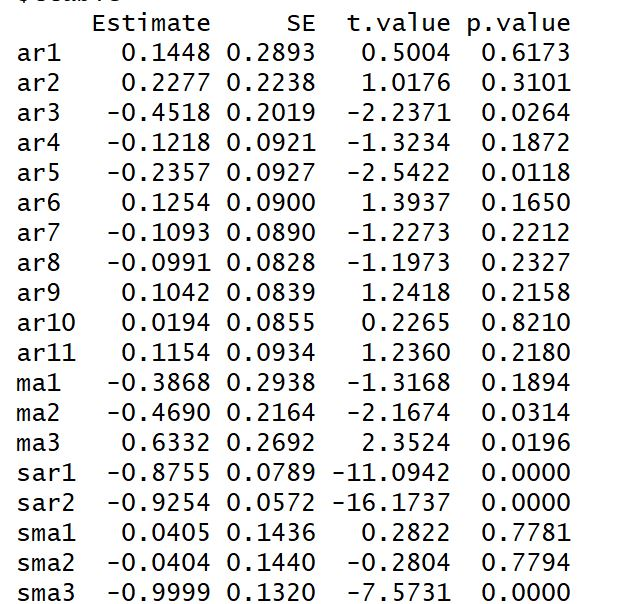 Estimate SE t.value p.value
ar1 0.1448 0.2893 0.5004 0.6173
ar2 0.2277 0.2238 1.0176 0.3101
ar3 -0.4518 0.2019 -2.2371 0.0264
ar4 -0.1218 0.0921 -1.3234 0.1872
ar5 -0.2357 0.0927 -2.5422 0.0118
ar6 0.1254 0.0900 1.3937 0.1650
ar7 -0.1093 0.0890 -1.2273 0.2212
ar8 -0.0991 0.0828 -1.1973 0.2327
ar9 0.1042 0.0839 1.2418 0.2158
ar10 0.0194 0.0855 0.2265 0.8210
ar11 0.1154 0.0934 1.2360 0.2180
ma1 -0.3868 0.2938 -1.3168 0.1894
ma2 -0.4690 0.2164 -2.1674 0.0314
ma3 0.6332 0.2692 2.3524 0.0196
sar1 -0.8755 0.0789 -11.0942 0.0000
sar2 -0.9254 0.0572 -16.1737 0.0000
sma1 0.0405 0.1436 0.2822 0.7781
sma2 -0.0404 0.1440 -0.2804 0.7794
sma3 -0.9999 0.1320 -7.5731 0.0000